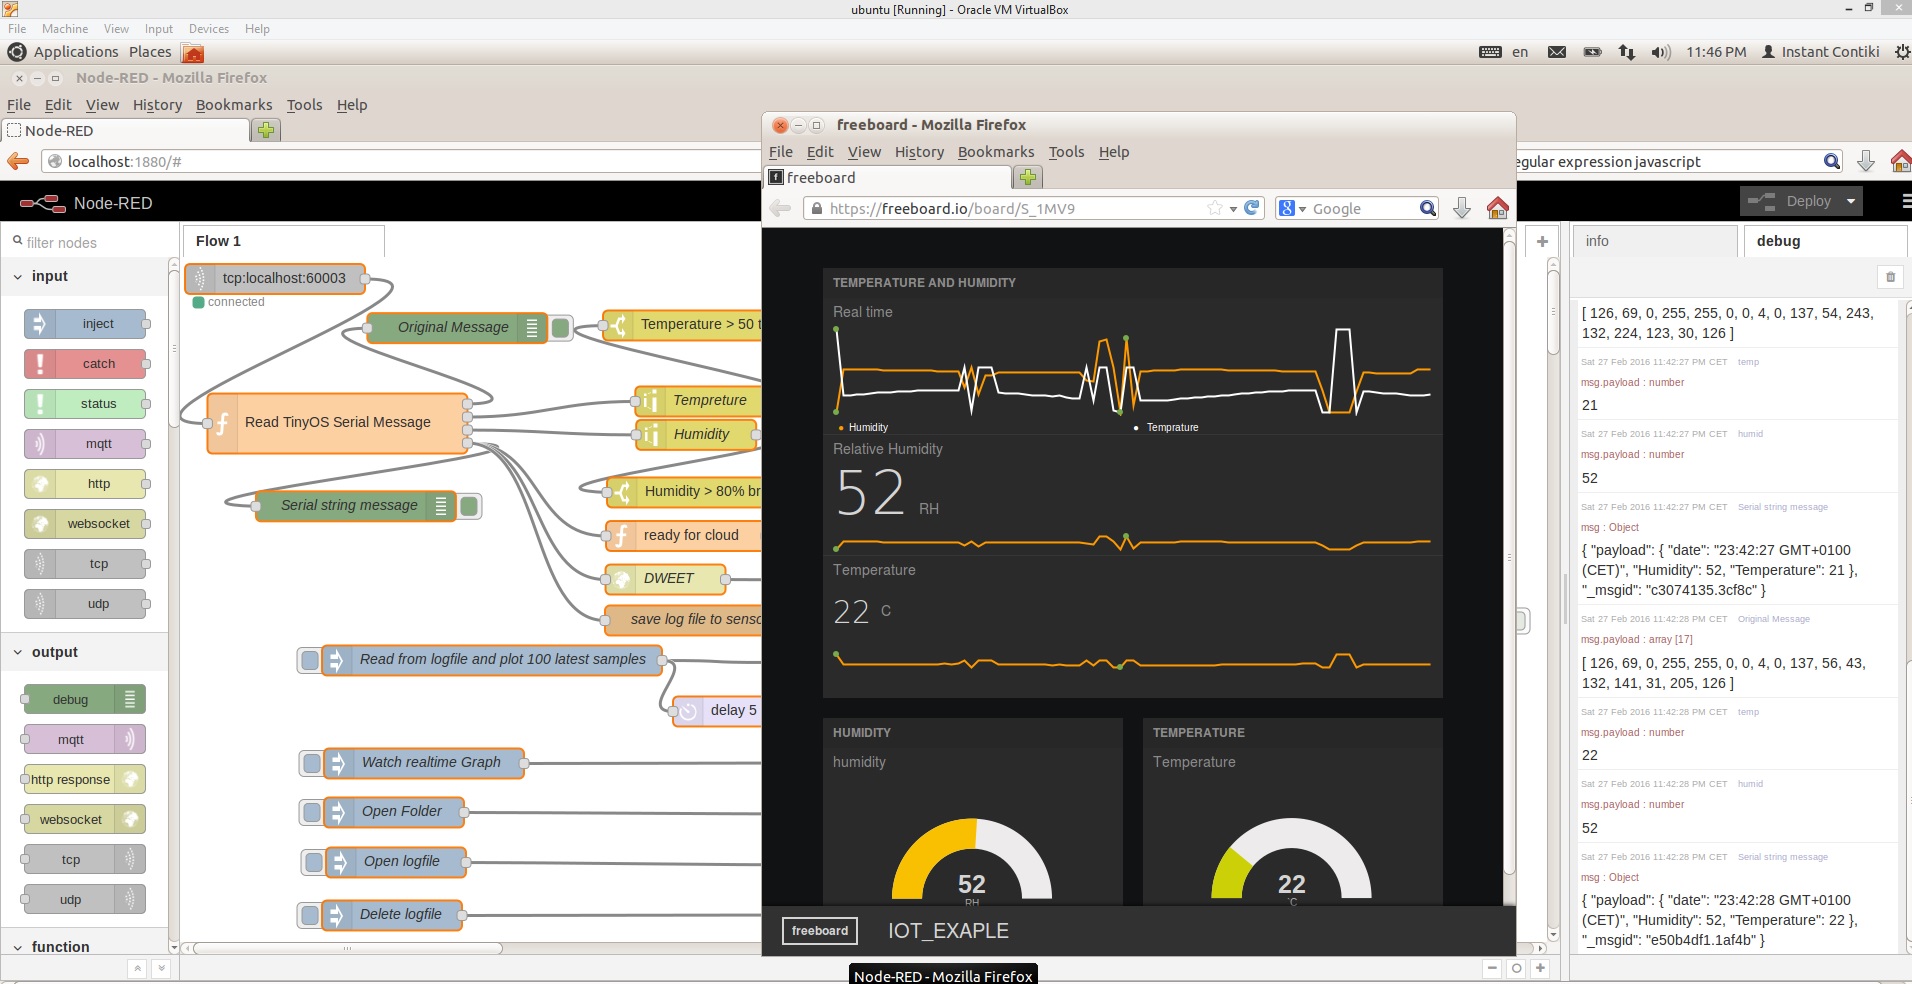 ubuntu [Running] - Oracle VM VirtualBox
File Machine View Input Devices Help
Applications Places en 11:46 PM Instant Contiki
Node-RED - Mozilla Firefox
File Edit View History Bookmarks Tools Help
Node-RED
localhost:1880/#
egular expression javascript
Node-RED
Deploy
filter nodes
input
inject
catch
status
mqtt
http
websocket
tcp
udp
output
debug
mqtt
http response
websocket
tcp
udp
function
Flow 1
tcp:localhost:60003
connected
Original Message
Temperature > 50 t
Read TinyOS Serial Message
Tempreture
Humidity
Serial string message
Humidity > 80% br
ready for cloud
DWEET
save log file to senso
Read from logfile and plot 100 latest samples
delay 5
Watch realtime Graph
Open Folder
Open logfile
Delete logfile
freeboard - Mozilla Firefox
File Edit View History Bookmarks Tools Help
freeboard
https://freeboard.io/board/S_1MV9
Google
TEMPERATURE AND HUMIDITY
Real time
Humidity Temprature
Relative Humidity
52 RH
Temperature
22 C
HUMIDITY
humidity
52
RH
TEMPERATURE
Temperature
22
°C
freeboard IOT_EXAPLE
Node-RED - Mozilla Firefox
info debug
[ 126, 69, 0, 255, 255, 0, 0, 4, 0, 137, 54, 243,
132, 224, 123, 30, 126 ]
Sat 27 Feb 2016 11:42:27 PM CET temp
msg.payload : number
21
Sat 27 Feb 2016 11:42:27 PM CET humid
msg.payload : number
52
Sat 27 Feb 2016 11:42:27 PM CET Serial string message
msg : Object
{ "payload": { "date": "23:42:27 GMT+0100
(CET)", "Humidity": 52, "Temperature": 21 },
"_msgid": "c3074135.3cf8c" }
Sat 27 Feb 2016 11:42:28 PM CET Original Message
msg.payload : array [17]
[ 126, 69, 0, 255, 255, 0, 0, 4, 0, 137, 56, 43,
132, 141, 31, 205, 126 ]
Sat 27 Feb 2016 11:42:28 PM CET temp
msg.payload : number
22
Sat 27 Feb 2016 11:42:28 PM CET humid
msg.payload : number
52
Sat 27 Feb 2016 11:42:28 PM CET Serial string message
msg : Object
{ "payload": { "date": "23:42:28 GMT+0100
(CET)", "Humidity": 52, "Temperature": 22 },
"_msgid": "e50b4df1.1af4b" }